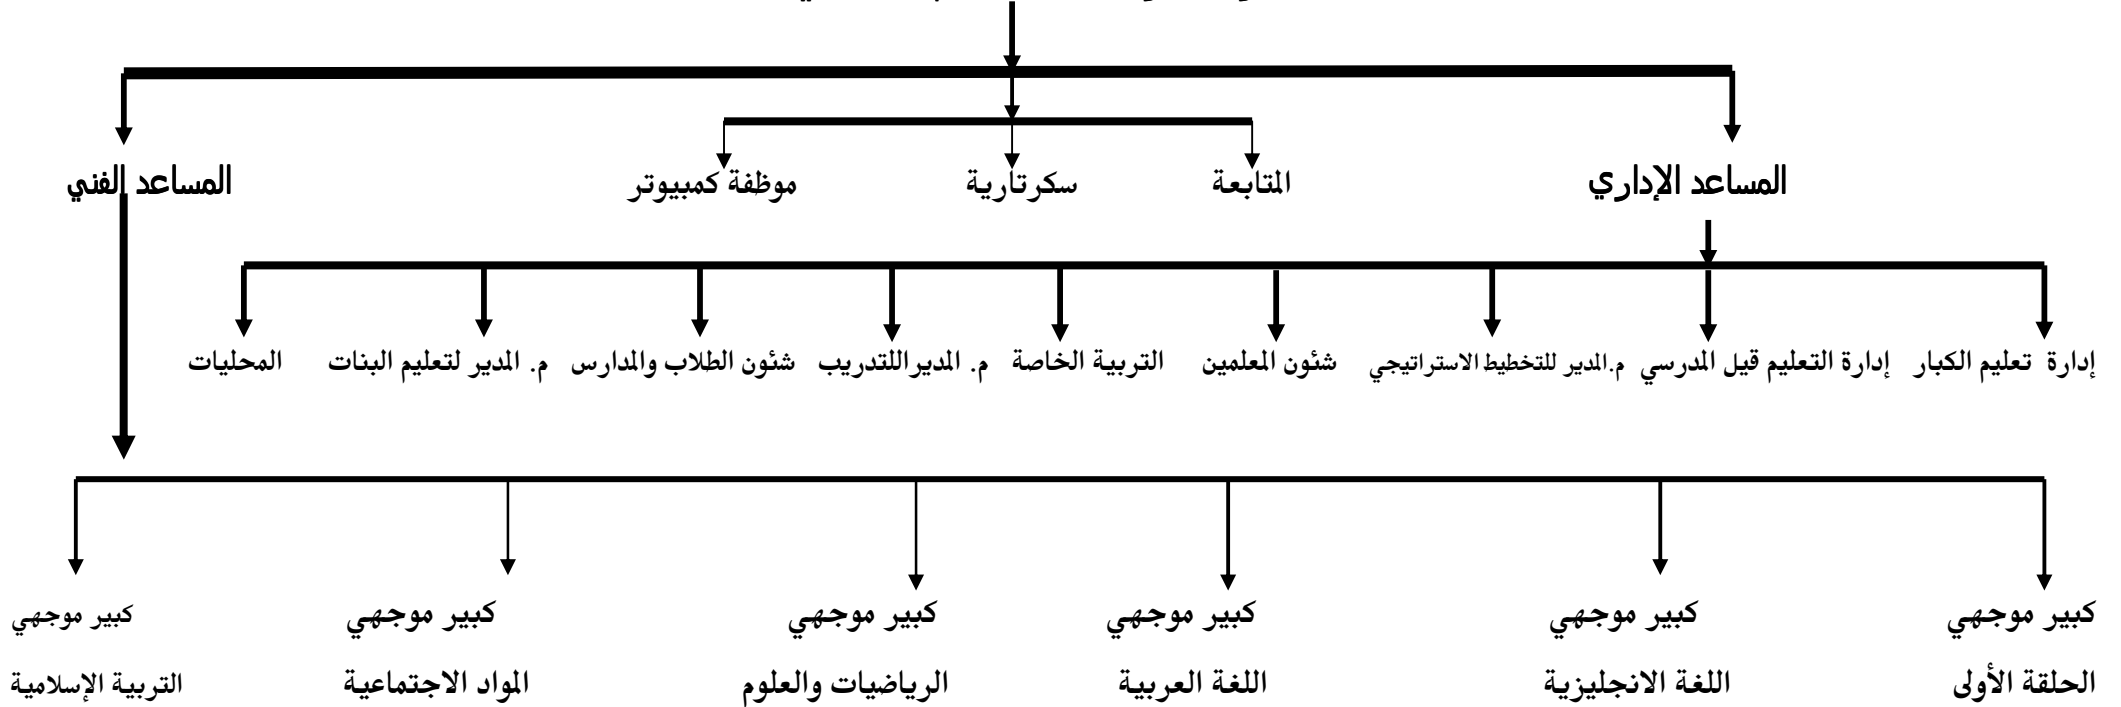 المساعد الإداري
المتابعة
سكرتارية
موظفة كمبيوتر
المساعد الفني
إدارة تعليم الكبار
إدارة التعليم قيل المدرسي
م.المدير للتخطيط الاستراتيجي
شئون المعلمين
التربية الخاصة
م. المديراللتدريب
شئون الطلاب والمدارس
م. المدير لتعليم البنات
المحليات
كبير موجهي
الحلقة الأولى
كبير موجهي
اللغة الانجليزية
كبير موجهي
اللغة العربية
كبير موجهي
الرياضيات والعلوم
كبير موجهي
المواد الاجتماعية
كبير موجهي
التربية الإسلامية